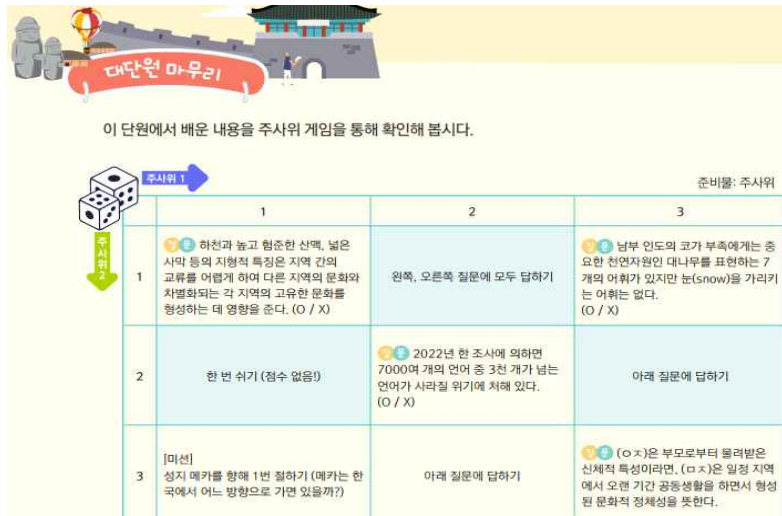 대단원 마무리
이 단원에서 배운 내용을 주사위 게임을 통해 확인해 봅시다.
주사위 1
준비물: 주사위
주사위 2
1
2
3
1
질문 하천과 높고 험준한 산맥, 넓은
사막 등의 지형적 특징은 지역 간의
교류를 어렵게 하여 다른 지역의 문화와
차별화되는 각 지역의 고유한 문화를
형성하는 데 영향을 준다. (O / X)
왼쪽, 오른쪽 질문에 모두 답하기
질문 남부 인도의 코가 부족에게는 중
요한 천연자원인 대나무를 표현하는 7
개의 어휘가 있지만 눈(snow)을 가리키
는 어휘는 없다.
(O / X)
2
한 번 쉬기 (점수 없음!)
질문 2022년 한 조사에 의하면
7000여 개의 언어 중 3천 개가 넘는
언어가 사라질 위기에 처해 있다.
(O / X)
아래 질문에 답하기
3
[미션]
성지 메카를 향해 1번 절하기 (메카는 한
국에서 어느 방향으로 가면 있을까?)
아래 질문에 답하기
질문 (ㅇㅈ)은 부모로부터 물려받은
신체적 특성이라면, (ㅁㅈ)은 일정 지역
에서 오랜 기간 공동생활을 하면서 형성
된 문화적 정체성을 뜻한다.